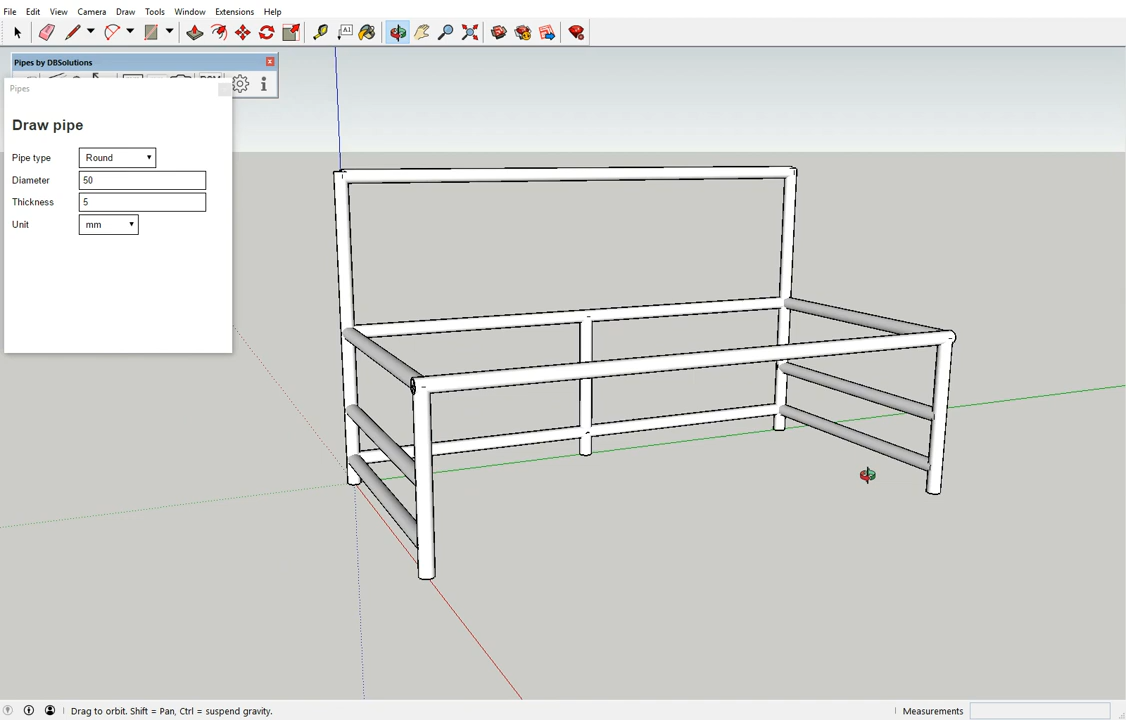 File Edit View Camera Draw Tools Window Extensions Help
A1
Pipes by DBSolutions
Pipes
Draw pipe
Pipe type Round
Diameter 50
Thickness 5
Unit mm
Drag to orbit. Shift = Pan, Ctrl = suspend gravity. Measurements